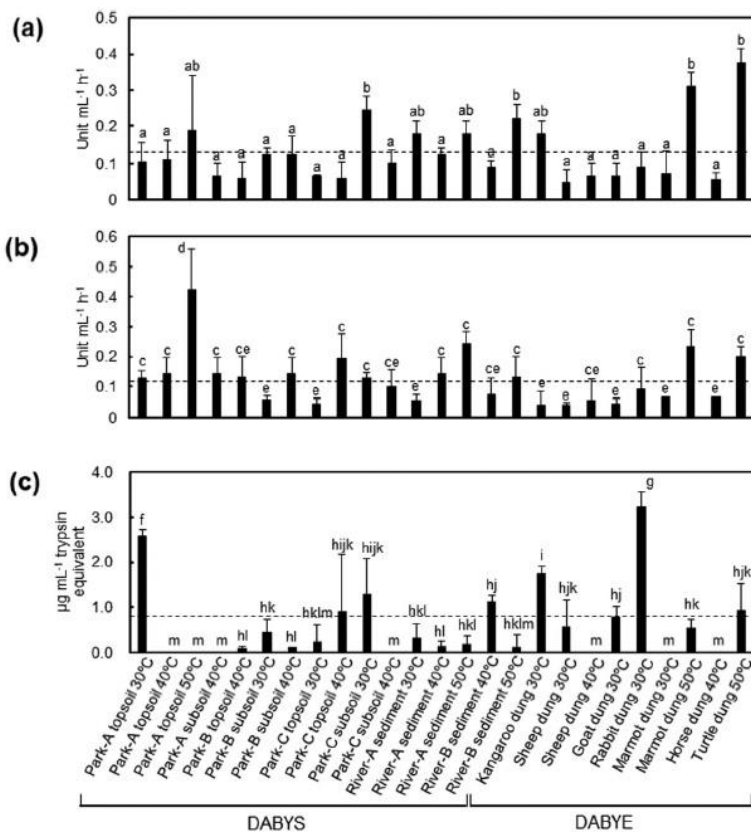 (a)
Unit mL⁻¹ h⁻¹
0.5
0.4
0.3
0.2
0.1
0
a a ab a a a a a a b a ab a ab a b ab a a a a a b a b
(b)
Unit mL⁻¹ h⁻¹
0.6
0.4
0.3
0.2
0.1
0
c c d c ce e c e c c ce e c c c c e e ce e c e c e c
(c)
µg mL⁻¹ trypsin
equivalent
4.0
3.0
2.0
1.0
0.0
f m m m hl hk hl hklm hijk hijk m hkl hl hkl hj hklm i hjk m hj g m hk m hjk
Park-A topsoil 30ºC
Park-A topsoil 40ºC
Park-A topsoil 50ºC
Park-A subsoil 40ºC
Park-B topsoil 40ºC
Park-B subsoil 30ºC
Park-B subsoil 40ºC
Park-C topsoil 30ºC
Park-C topsoil 40ºC
Park-C subsoil 30ºC
Park-C subsoil 40ºC
River-A sediment 30ºC
River-A sediment 40ºC
River-A sediment 50ºC
River-B sediment 40ºC
River-B sediment 50ºC
Kangaroo dung 30ºC
Sheep dung 30ºC
Sheep dung 40ºC
Goat dung 30ºC
Rabbit dung 30ºC
Marmot dung 30ºC
Marmot dung 50ºC
Horse dung 40ºC
Turtle dung 50ºC
DABYS
DABYE